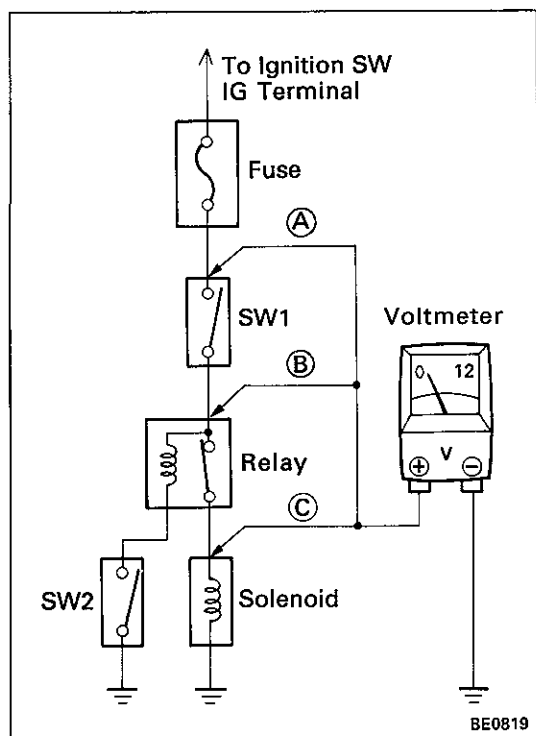 To Ignition SW
IG Terminal
Fuse
A
SW1
Voltmeter
0 12
V
+ −
B
Relay
C
SW2
Solenoid
BE0819